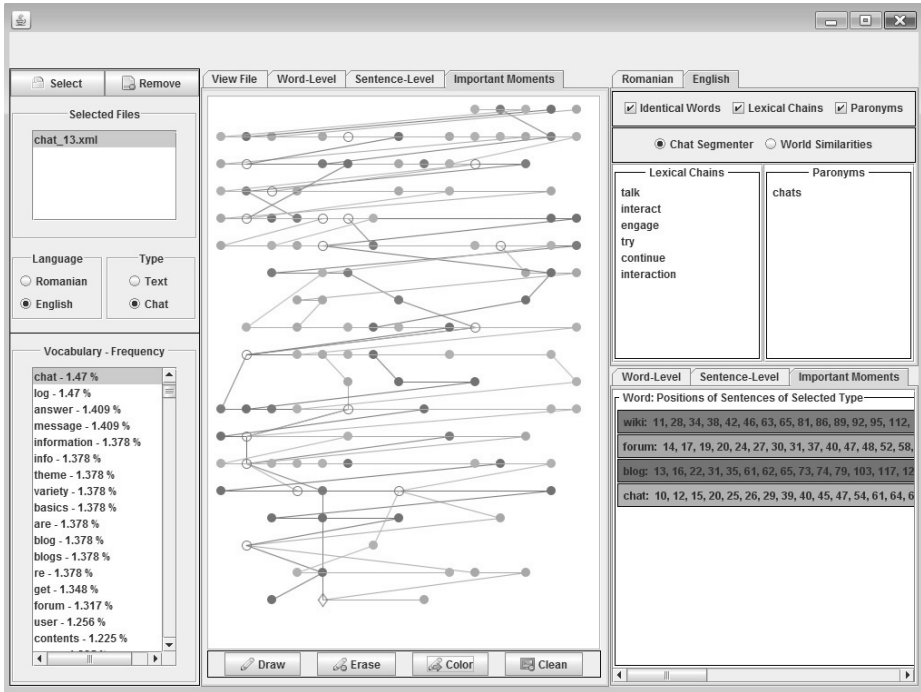 Select
Remove
Selected Files
chat_13.xml
Language
Type
Romanian
Text
English
Chat
Vocabulary - Frequency
chat - 1.47 %
log - 1.47 %
answer - 1.409 %
message - 1.409 %
information - 1.378 %
info - 1.378 %
theme - 1.378 %
variety - 1.378 %
basics - 1.378 %
are - 1.378 %
blog - 1.378 %
blogs - 1.378 %
re - 1.378 %
get - 1.348 %
forum - 1.317 %
user - 1.256 %
contents - 1.225 %
View File Word-Level Sentence-Level Important Moments
Draw Erase Color Clean
Romanian English
Identical Words Lexical Chains Paronyms
Chat Segmenter World Similarities
Lexical Chains
talk
interact
engage
try
continue
interaction
Paronyms
chats
Word-Level Sentence-Level Important Moments
Word: Positions of Sentences of Selected Type
wiki: 11, 28, 34, 38, 42, 46, 63, 65, 81, 86, 89, 92, 95, 112,
forum: 14, 17, 19, 20, 24, 27, 30, 31, 37, 40, 47, 48, 52, 58,
blog: 13, 16, 22, 31, 35, 61, 62, 65, 73, 74, 79, 103, 117, 12
chat: 10, 12, 15, 20, 25, 26, 29, 39, 40, 45, 47, 54, 61, 64, 6